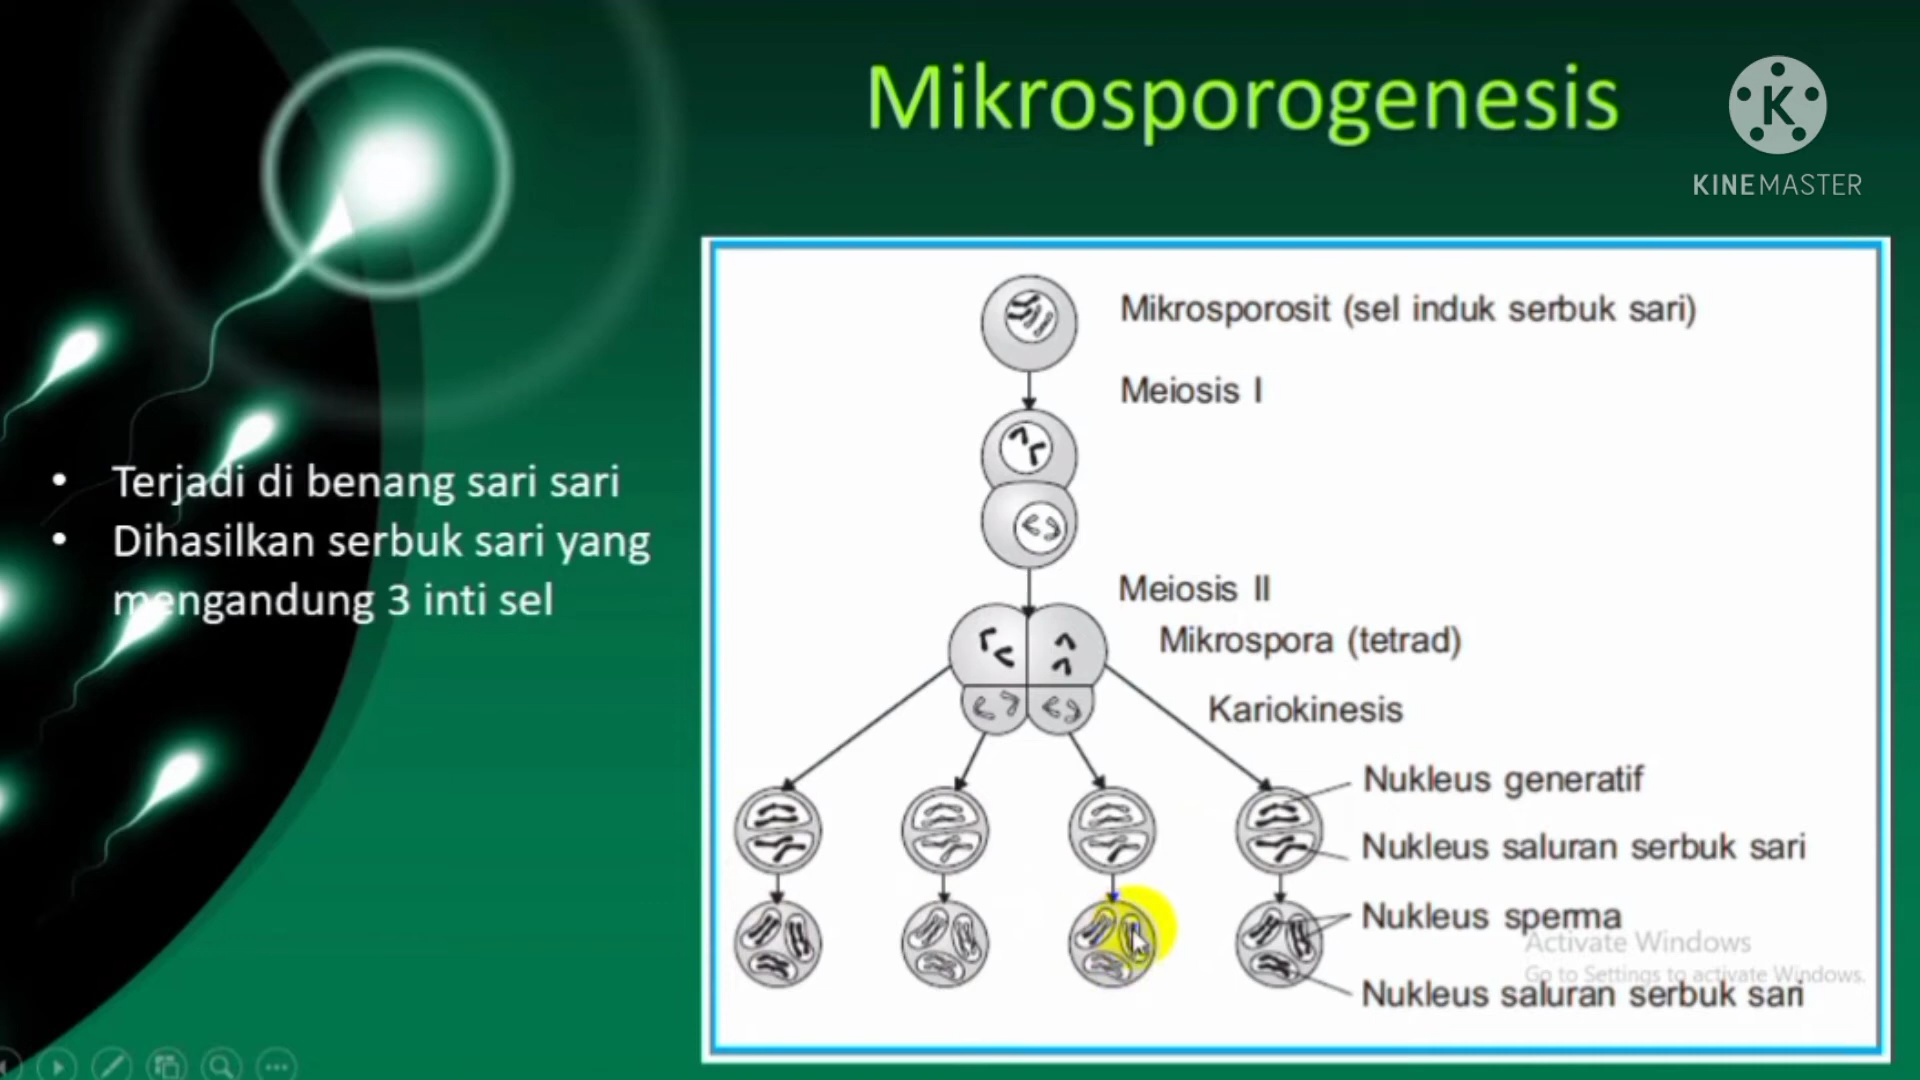 Mikrosporogenesis
K
KINEMASTER
• Terjadi di benang sari sari
• Dihasilkan serbuk sari yang
mengandung 3 inti sel
Mikrosporosit (sel induk serbuk sari)
Meiosis I
Meiosis II
Mikrospora (tetrad)
Kariokinesis
Nukleus generatif
Nukleus saluran serbuk sari
Nukleus sperma
Activate Windows
Go to Settings to activate Windows.
Nukleus saluran serbuk sari